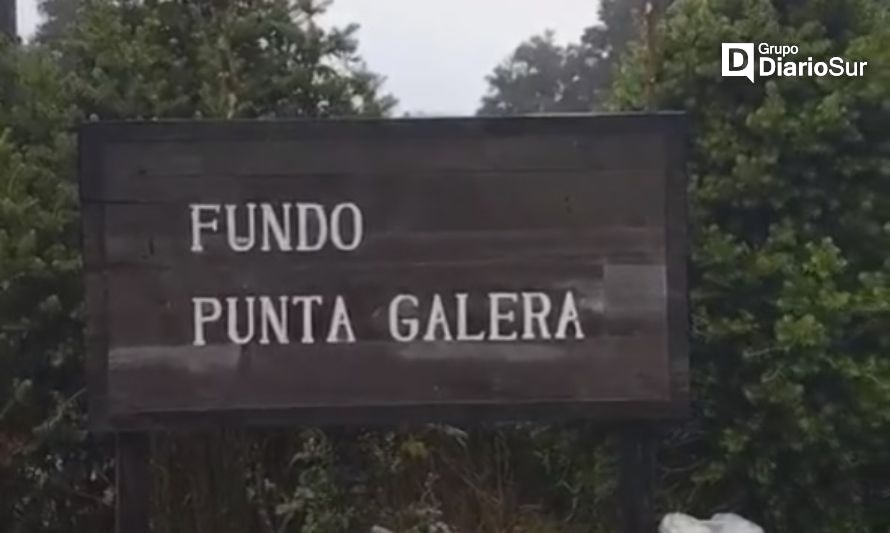 D Grupo
DiarioSur
FUNDO
PUNTA GALERA